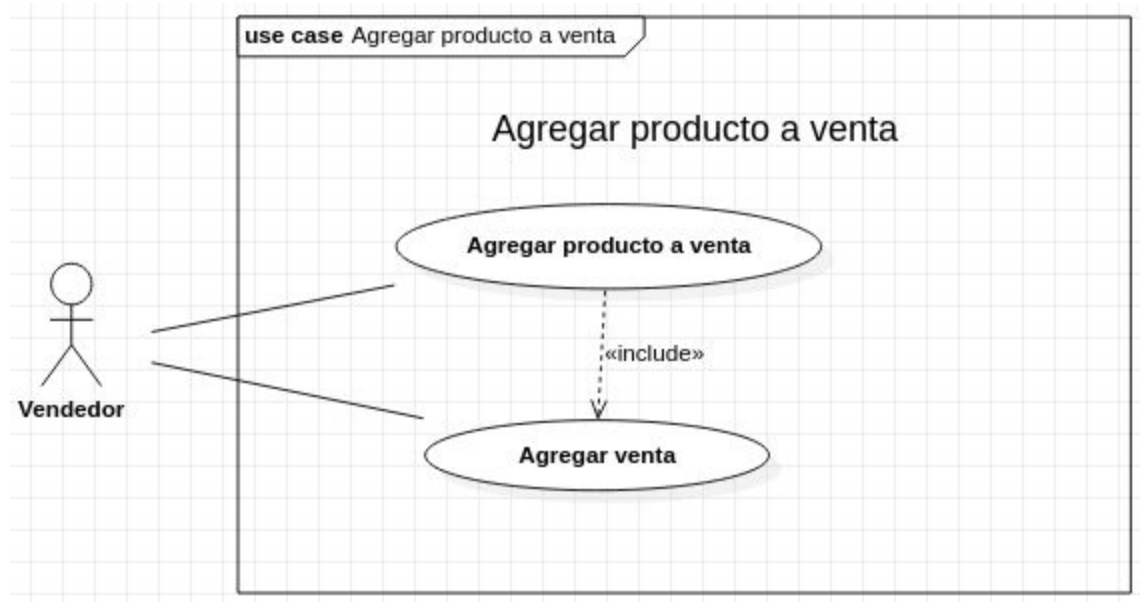 use case Agregar producto a venta
Agregar producto a venta
Agregar producto a venta
«include»
Vendedor
Agregar venta